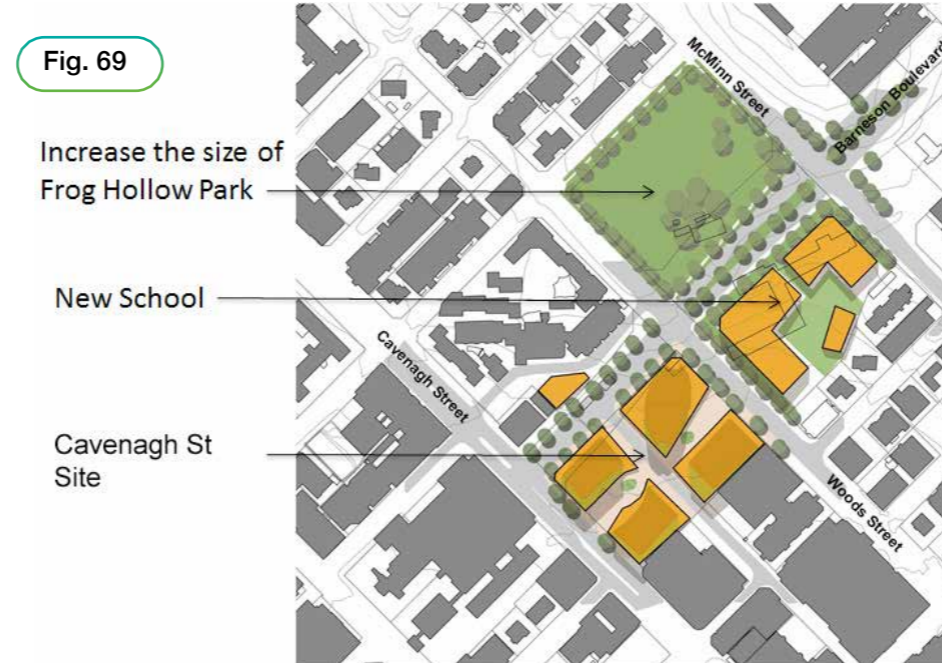 Fig. 69
McMinn Street
Barneson Boulevard
Increase the size of
Frog Hollow Park
New School
Cavenagh Street
Cavenagh St
Site
Woods Street